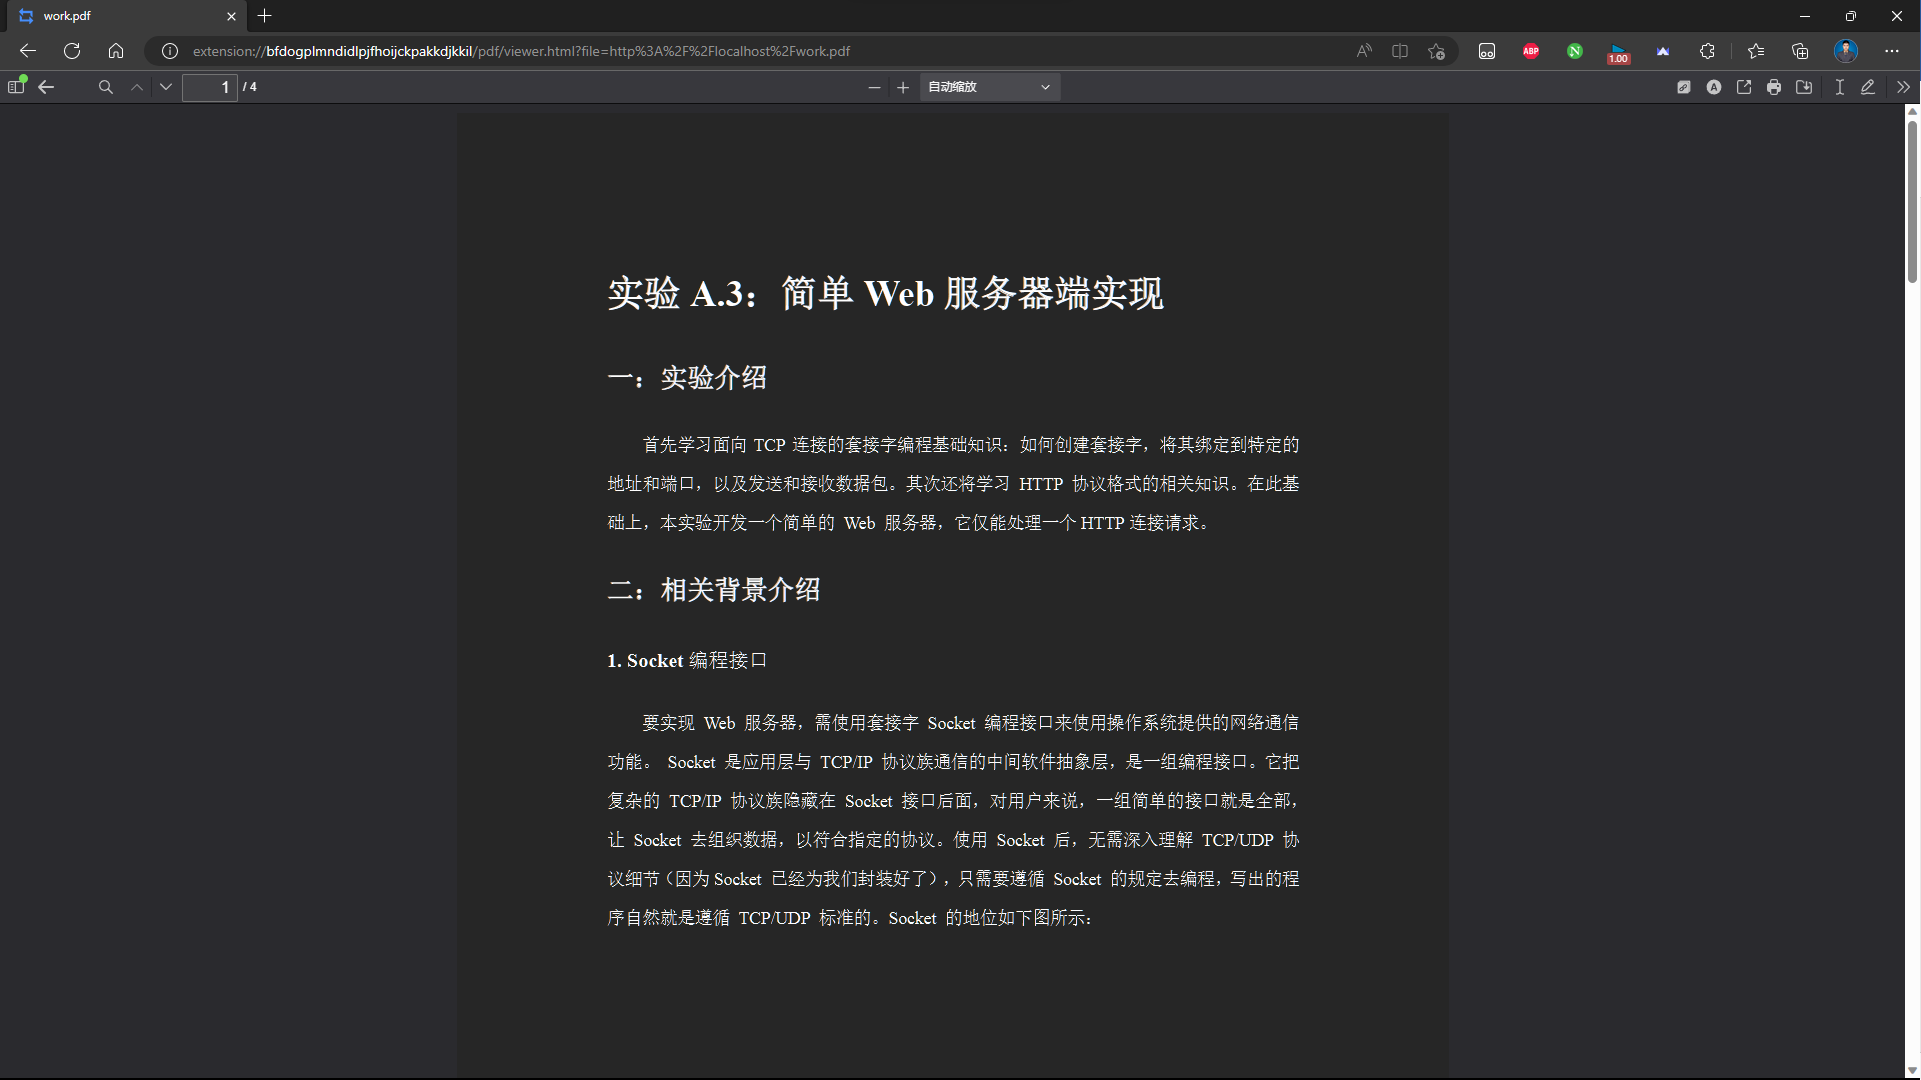 work.pdf
extension://bfdogplmndidlpjfhoijckpakkdjkkil/pdf/viewer.html?file=http%3A%2F%2Flocalhost%2Fwork.pdf
ABP
N
1.00
1 / 4
自动缩放
实验 A.3：简单 Web 服务器端实现
一：实验介绍
首先学习面向 TCP 连接的套接字编程基础知识：如何创建套接字，将其绑定到特定的
地址和端口，以及发送和接收数据包。其次还将学习 HTTP 协议格式的相关知识。在此基
础上，本实验开发一个简单的 Web 服务器，它仅能处理一个 HTTP 连接请求。
二：相关背景介绍
1. Socket 编程接口
要实现 Web 服务器，需使用套接字 Socket 编程接口来使用操作系统提供的网络通信
功能。 Socket 是应用层与 TCP/IP 协议族通信的中间软件抽象层，是一组编程接口。它把
复杂的 TCP/IP 协议族隐藏在 Socket 接口后面，对用户来说，一组简单的接口就是全部，
让 Socket 去组织数据，以符合指定的协议。使用 Socket 后，无需深入理解 TCP/UDP 协
议细节（因为 Socket 已经为我们封装好了），只需要遵循 Socket 的规定去编程，写出的程
序自然就是遵循 TCP/UDP 标准的。Socket 的地位如下图所示：